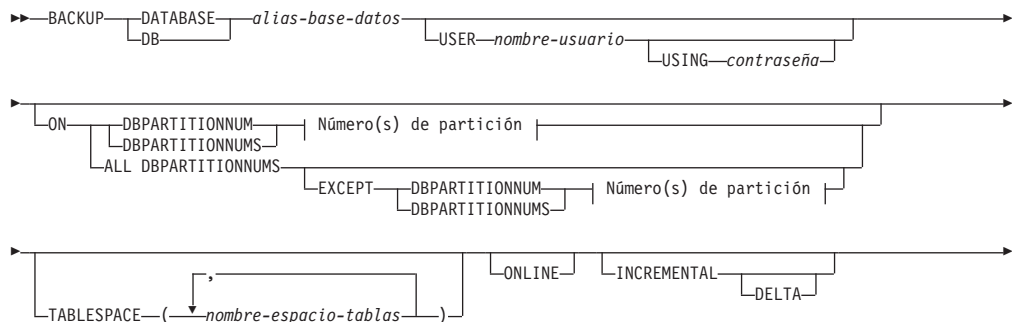 BACKUP DATABASE alias-base-datos
DB USER nombre-usuario
USING contraseña
ON DBPARTITIONNUM Número(s) de partición
DBPARTITIONNUMS
ALL DBPARTITIONNUMS
EXCEPT DBPARTITIONNUM Número(s) de partición
DBPARTITIONNUMS
,
ONLINE INCREMENTAL
DELTA
TABLESPACE ( nombre-espacio-tablas )